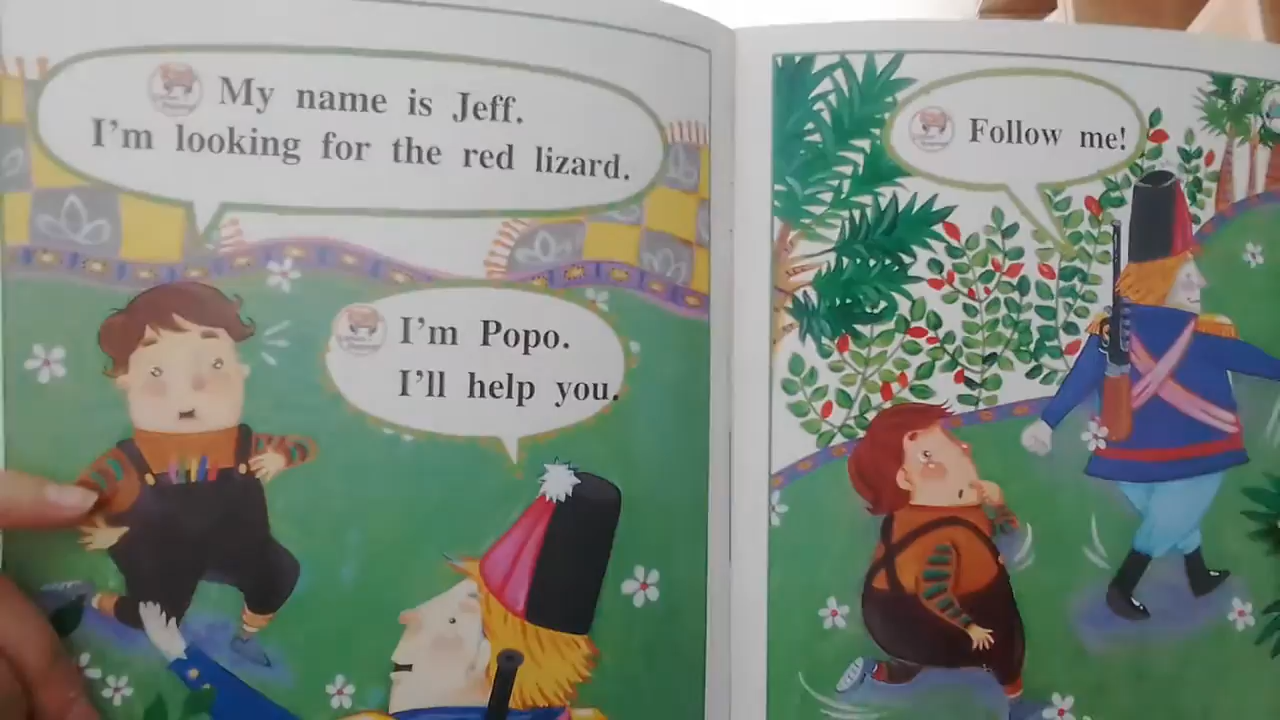 My name is Jeff.
I'm looking for the red lizard.
I'm Popo.
I'll help you.
Follow me!